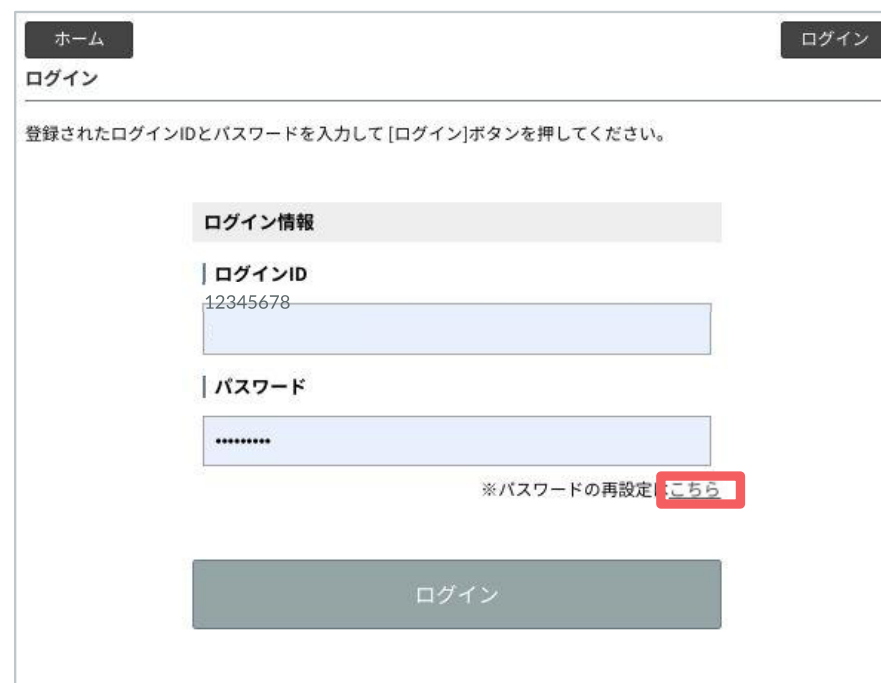 ホーム ログイン
ログイン
登録されたログインIDとパスワードを入力して [ログイン]ボタンを押してください。
ログイン情報
ログインID
12345678
パスワード
•••••••••
※パスワードの再設定はこちら
ログイン